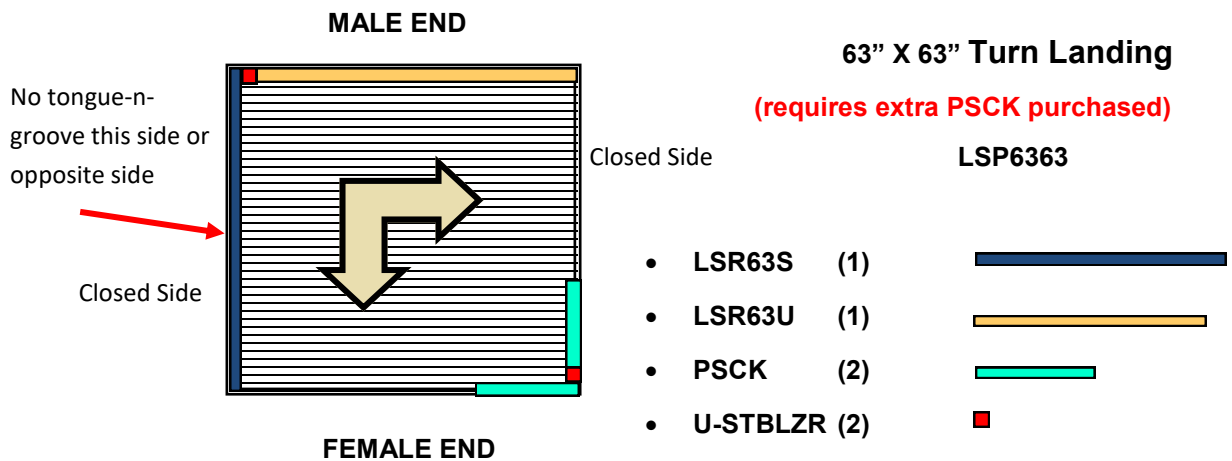 MALE END
No tongue-n-
groove this side or
opposite side
Closed Side
Closed Side
FEMALE END
63” X 63” Turn Landing
(requires extra PSCK purchased)
LSP6363
• LSR63S (1)
• LSR63U (1)
• PSCK (2)
• U-STBLZR (2)